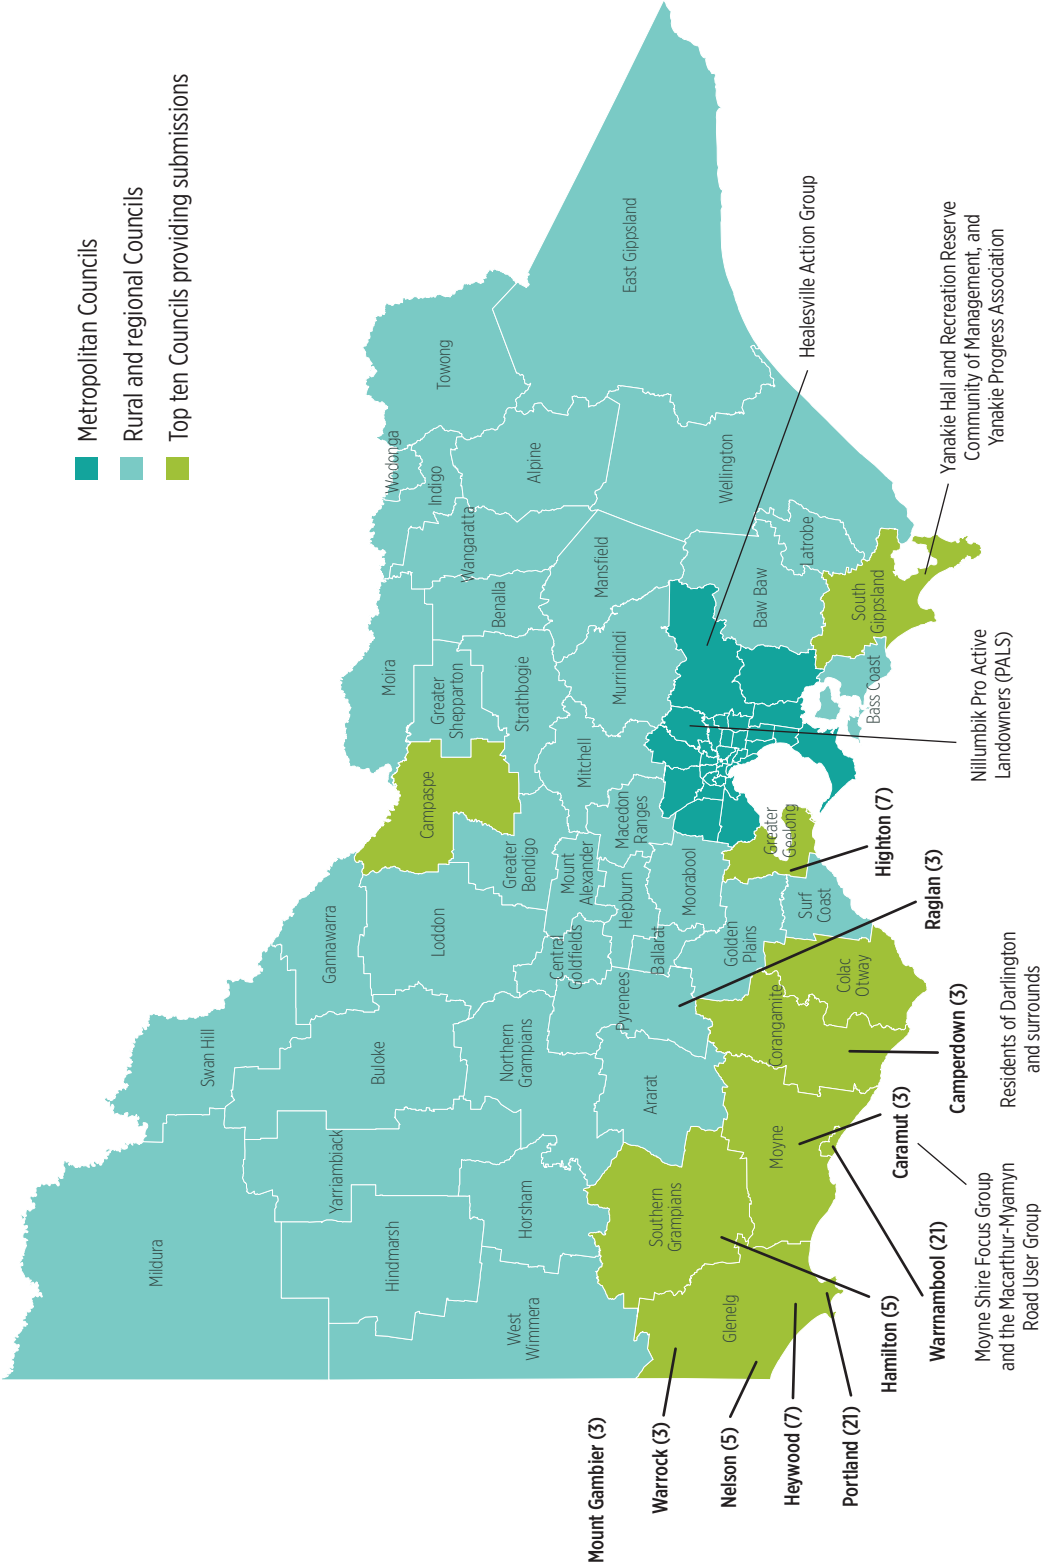 Metropolitan Councils
Rural and regional Councils
Top ten Councils providing submissions
Mildura
Swan Hill
Gannawarra
Buloke
Yarriambiack
Hindmarsh
West
Wimmera
Horsham
Northern
Grampians
Loddon
Campaspe
Moira
Greater
Shepparton
Strathbogie
Benalla
Wangaratta
Indigo
Wodonga
Towong
Alpine
East Gippsland
Wellington
Mansfield
Murrindindi
Mitchell
Macedon
Ranges
Greater
Bendigo
Mount
Alexander
Central
Goldfields
Hepburn
Ballarat
Moorabool
Pyrenees
Ararat
Southern
Grampians
Glenelg
Moyne
Corangamite
Colac
Otway
Golden
Plains
Surf
Coast
Greater
Geelong
Baw Baw
Latrobe
South
Gippsland
Bass Coast
Healesville Action Group
Yanakie Hall and Recreation Reserve
Community of Management, and
Yanakie Progress Association
Nillumbik Pro Active
Landowners (PALS)
Highton (7)
Raglan (3)
Camperdown (3)
Residents of Darlington
and surrounds
Caramut (3)
Moyne Shire Focus Group
and the Macarthur-Myamyn
Road User Group
Warrnambool (21)
Hamilton (5)
Mount Gambier (3)
Warrock (3)
Nelson (5)
Heywood (7)
Portland (21)